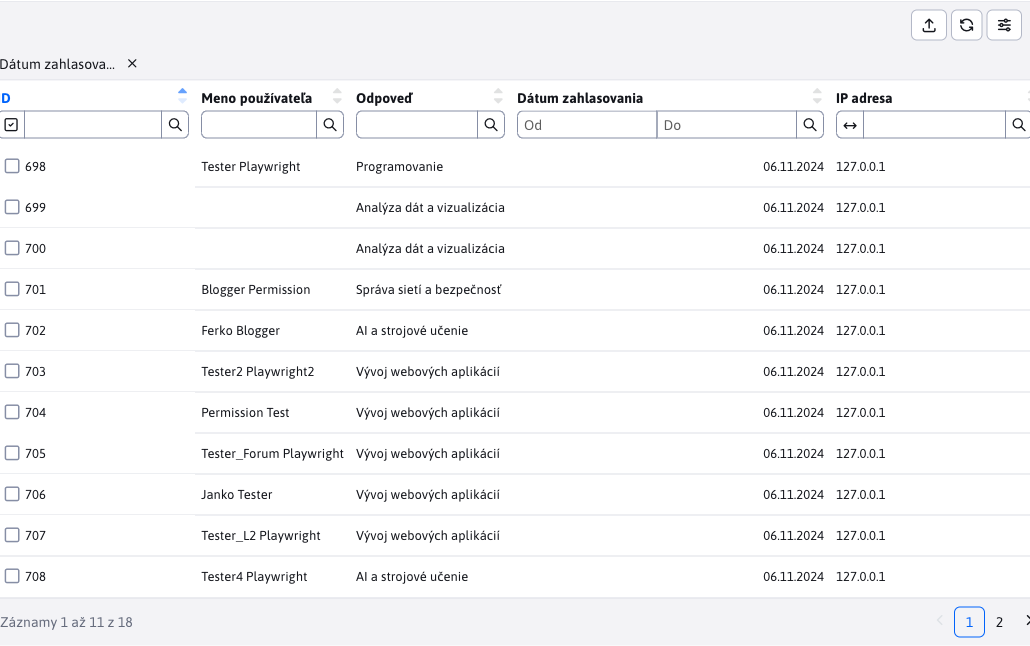 Dátum zahlasova...
D Meno používateľa Odpoveď Dátum zahlasovania IP adresa
Od Do
698 Tester Playwright Programovanie 06.11.2024 127.0.0.1
699 Analýza dát a vizualizácia 06.11.2024 127.0.0.1
700 Analýza dát a vizualizácia 06.11.2024 127.0.0.1
701 Blogger Permission Správa sietí a bezpečnosť 06.11.2024 127.0.0.1
702 Ferko Blogger AI a strojové učenie 06.11.2024 127.0.0.1
703 Tester2 Playwright2 Vývoj webových aplikácií 06.11.2024 127.0.0.1
704 Permission Test Vývoj webových aplikácií 06.11.2024 127.0.0.1
705 Tester_Forum Playwright Vývoj webových aplikácií 06.11.2024 127.0.0.1
706 Janko Tester Vývoj webových aplikácií 06.11.2024 127.0.0.1
707 Tester_L2 Playwright Vývoj webových aplikácií 06.11.2024 127.0.0.1
708 Tester4 Playwright AI a strojové učenie 06.11.2024 127.0.0.1
Záznamy 1 až 11 z 18 1 2